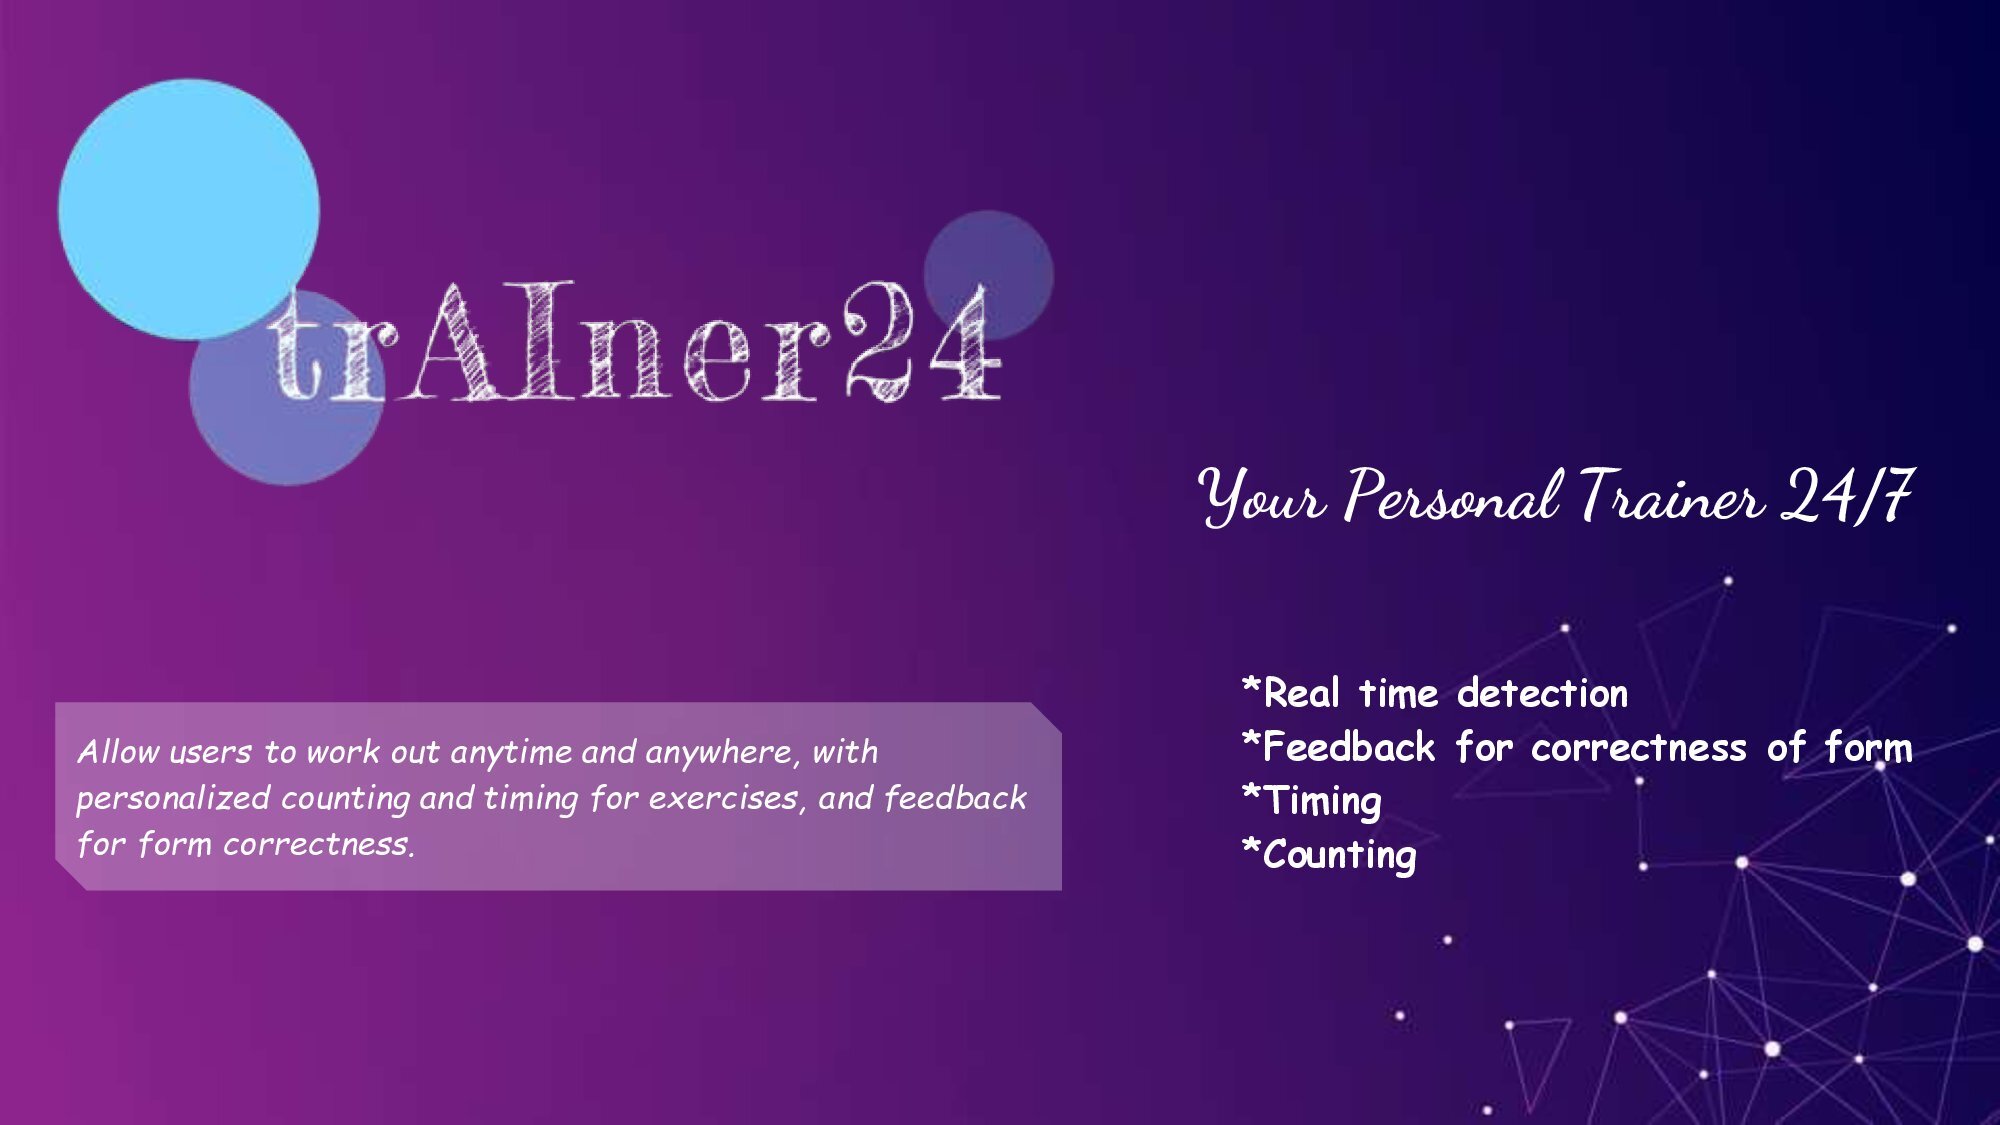 trAIner24
Your Personal Trainer 24/7
Allow users to work out anytime and anywhere, with
personalized counting and timing for exercises, and feedback
for form correctness.
*Real time detection
*Feedback for correctness of form
*Timing
*Counting